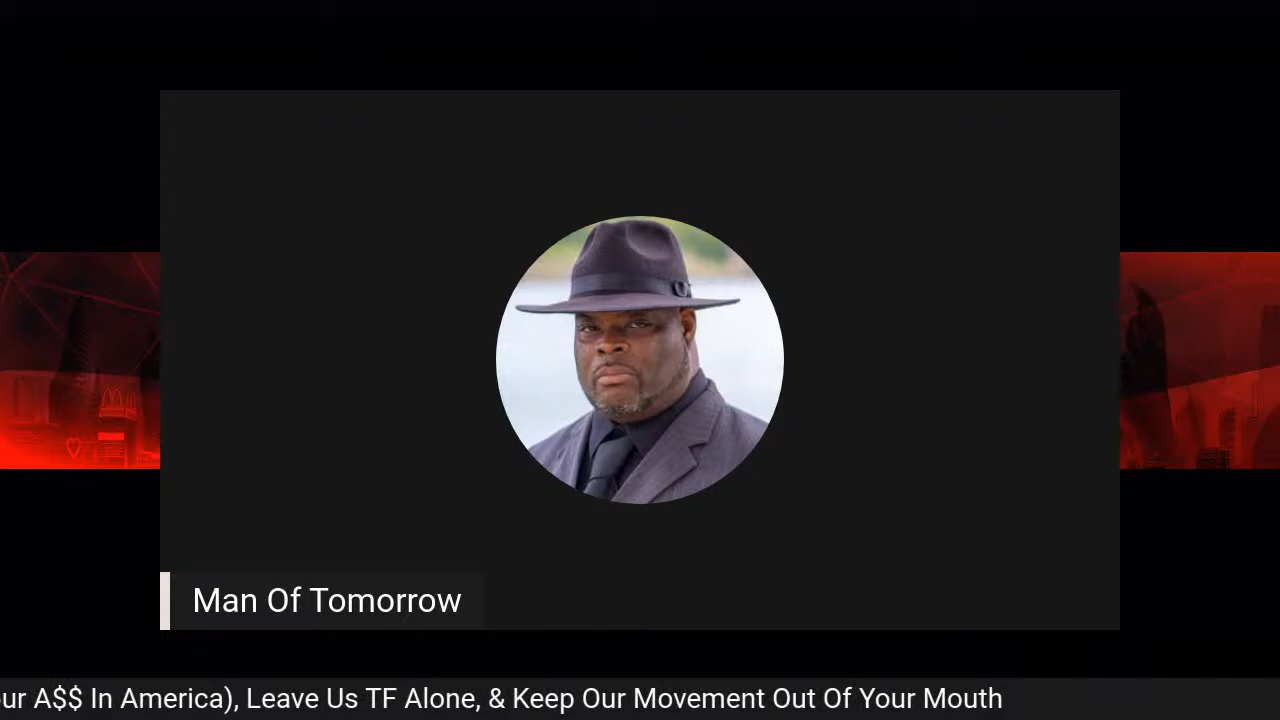 Man Of Tomorrow
ur A$$ In America), Leave Us TF Alone, & Keep Our Movement Out Of Your Mouth